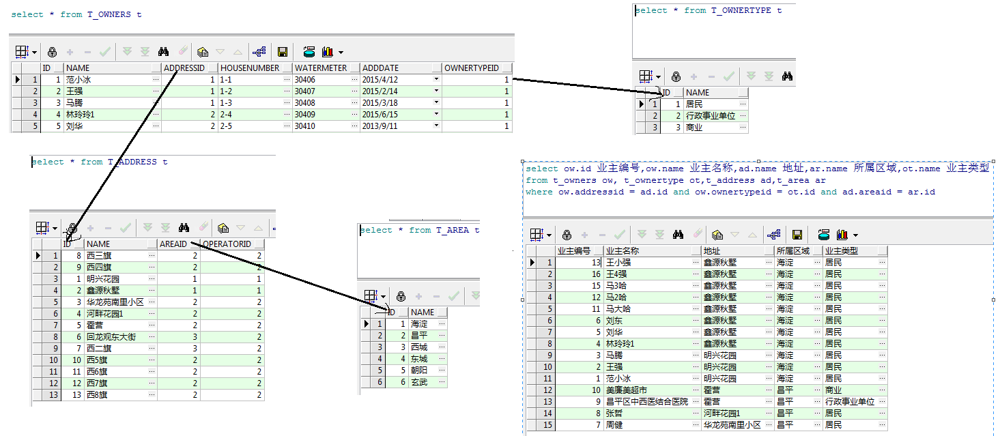 select * from T_OWNERS t
ID NAME ADDRESSID HOUSENUMBER WATERMETER ADDDATE OWNERTYPEID
1 1 范小冰 ... 1 1-1 ... 30406 ... 2015/4/12 1
2 2 王强 ... 1 1-2 ... 30407 ... 2015/2/14 1
3 3 马腾 ... 1 1-3 ... 30408 ... 2015/3/18 1
4 4 林玲玲1 ... 2 2-4 ... 30409 ... 2015/6/15 1
5 5 刘华 ... 2 2-5 ... 30410 ... 2013/9/11 1
select * from T_OWNERTYPE t
ID NAME
1 1 居民 ...
2 2 行政事业单位 ...
3 3 商业 ...
select * from T_ADDRESS t
ID NAME AREAID OPERATORID
1 8 西三旗 ... 2 2
2 9 西四旗 ... 2 2
3 1 明兴花园 ... 1 1
4 2 鑫源秋墅 ... 1 1
5 3 华龙苑南里小区 ... 2 2
6 4 河畔花园1 ... 2 2
7 5 霍营 ... 2 2
8 6 回龙观东大街 ... 3 2
9 7 西二旗 ... 3 2
10 10 西5旗 ... 2 2
11 11 西6旗 ... 2 2
12 12 西7旗 ... 2 2
13 13 西8旗 ... 2 2
select * from T_AREA t
ID NAME
1 1 海淀 ...
2 2 昌平 ...
3 3 西城 ...
4 4 东城 ...
5 5 朝阳 ...
6 6 玄武 ...
select ow.id 业主编号,ow.name 业主名称,ad.name 地址,ar.name 所属区域,ot.name 业主类型
from t_owners ow, t_ownertype ot,t_address ad,t_area ar
where ow.addressid = ad.id and ow.ownertypeid = ot.id and ad.areaid = ar.id
业主编号 业主名称 地址 所属区域 业主类型
1 13 王小强 ... 鑫源秋墅 ... 海淀 ... 居民 ...
2 16 王4强 ... 鑫源秋墅 ... 海淀 ... 居民 ...
3 15 马3哈 ... 鑫源秋墅 ... 海淀 ... 居民 ...
4 12 马2哈 ... 鑫源秋墅 ... 海淀 ... 居民 ...
5 11 马大哈 ... 鑫源秋墅 ... 海淀 ... 居民 ...
6 6 刘东 ... 鑫源秋墅 ... 海淀 ... 居民 ...
7 5 刘华 ... 鑫源秋墅 ... 海淀 ... 居民 ...
8 4 林玲玲1 ... 鑫源秋墅 ... 海淀 ... 居民 ...
9 3 马腾 ... 明兴花园 ... 海淀 ... 居民 ...
10 2 王强 ... 明兴花园 ... 海淀 ... 居民 ...
11 1 范小冰 ... 明兴花园 ... 海淀 ... 居民 ...
12 10 美廉美超市 ... 霍营 ... 昌平 ... 商业 ...
13 9 昌平区中西医结合医院 ... 霍营 ... 昌平 ... 行政事业单位 ...
14 8 张哲 ... 河畔花园1 ... 昌平 ... 居民 ...
15 7 周健 ... 华龙苑南里小区 ... 昌平 ... 居民 ...